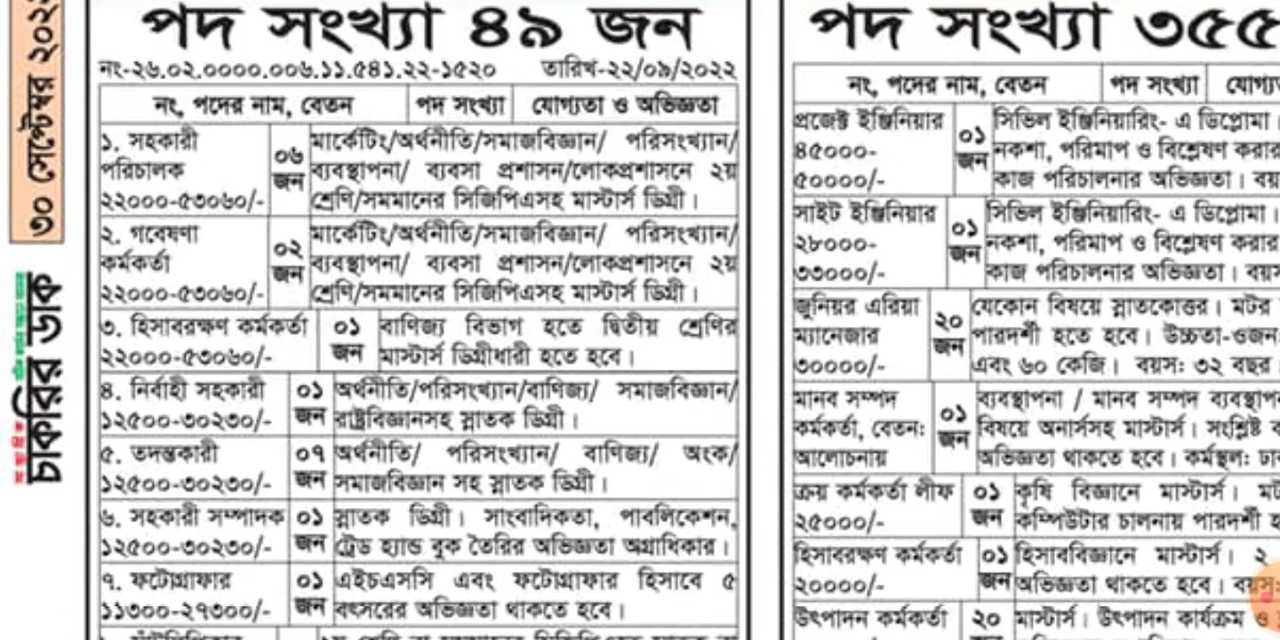 ৩০ সেপ্টেম্বর ২০২২
চাকরির ডাক
পদ সংখ্যা ৪৯ জন
নং-২৬.০২.০০০০.০০৬.১১.৫৪১.২২-১৫২০ তারিখ-২২/০৯/২০২২
নং, পদের নাম, বেতন পদ সংখ্যা যোগ্যতা ও অভিজ্ঞতা
১. সহকারী পরিচালক ২২০০০-৫৩০৬০/-
০৬ জন
মার্কেটিং/অর্থনীতি/সমাজবিজ্ঞান/ পরিসংখ্যান/
ব্যবস্থাপনা/ ব্যবসা প্রশাসন/লোকপ্রশাসনে ২য়
শ্রেণি/সমমানের সিজিপিএসহ মাস্টার্স ডিগ্রী।
২. গবেষণা কর্মকর্তা ২২০০০-৫৩০৬০/-
০২ জন
মার্কেটিং/অর্থনীতি/সমাজবিজ্ঞান/ পরিসংখ্যান/
ব্যবস্থাপনা/ ব্যবসা প্রশাসন/লোকপ্রশাসনে ২য়
শ্রেণি/সমমানের সিজিপিএসহ মাস্টার্স ডিগ্রী।
৩. হিসাবরক্ষণ কর্মকর্তা ২২০০০-৫৩০৬০/-
০১ জন
বাণিজ্য বিভাগ হতে দ্বিতীয় শ্রেণির
মাস্টার্স ডিগ্রীধারী হতে হবে।
৪. নির্বাহী সহকারী ১২৫০০-৩০২৩০/-
০১ জন
অর্থনীতি/পরিসংখ্যান/বাণিজ্য/ সমাজবিজ্ঞান/
রাষ্ট্রবিজ্ঞানসহ স্নাতক ডিগ্রী।
৫. তদন্তকারী ১২৫০০-৩০২৩০/-
০৭ জন
অর্থনীতি/ পরিসংখ্যান/ বাণিজ্য/ অংক/
সমাজবিজ্ঞান সহ স্নাতক ডিগ্রী।
৬. সহকারী সম্পাদক ১২৫০০-৩০২৩০/-
০১ জন
স্নাতক ডিগ্রী। সাংবাদিকতা, পাবলিকেশন,
ট্রেড হ্যান্ড বুক তৈরির অভিজ্ঞতা অগ্রাধিকার।
৭. ফটোগ্রাফার ১১৩০০-২৭৩০০/-
০১ জন
এইচএসসি এবং ফটোগ্রাফার হিসাবে ৫
বৎসরের অভিজ্ঞতা থাকতে হবে।
পদ সংখ্যা ৩৫৫
নং, পদের নাম, বেতন পদ সংখ্যা
প্রজেক্ট ইঞ্জিনিয়ার ৪৫০০০-৫০০০০/-
০১ জন
সিভিল ইঞ্জিনিয়ারিং- এ ডিপ্লোমা।
নকশা, পরিমাপ ও বিশ্লেষণ করার
কাজ পরিচালনার অভিজ্ঞতা।
সাইট ইঞ্জিনিয়ার ২৮০০০-৩৩০০০/-
০১ জন
সিভিল ইঞ্জিনিয়ারিং- এ ডিপ্লোমা।
নকশা, পরিমাপ ও বিশ্লেষণ করার
কাজ পরিচালনার অভিজ্ঞতা।
জুনিয়র এরিয়া ম্যানেজার ৩০০০০/-
২০ জন
যেকোন বিষয়ে স্নাতকোত্তর। মটর
পারদর্শী হতে হবে। উচ্চতা-ওজন:
এবং ৬০ কেজি। বয়স: ৩২ বছর।
মানব সম্পদ কর্মকর্তা, বেতন: আলোচনায়
০১ জন
ব্যবস্থাপনা / মানব সম্পদ
বিষয়ে অনার্সসহ মাস্টার্স। সংশ্লিষ্ট
অভিজ্ঞতা থাকতে হবে। কর্মস্থল:
ক্রয় কর্মকর্তা লীফ ২৫০০০/-
০১ জন
কৃষি বিজ্ঞানে মাস্টার্স।
কম্পিউটার চালনায় পারদর্শী
হিসাবরক্ষণ কর্মকর্তা ২০০০০/-
০১ জন
হিসাববিজ্ঞানে মাস্টার্স। ২
অভিজ্ঞতা থাকতে হবে।
উৎপাদন কর্মকর্তা
২০
মাস্টার্স। উৎপাদন কার্যক্রম ও